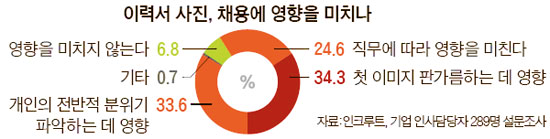 이력서 사진, 채용에 영향을 미치나
영향을 미치지 않는다 6.8
기타 0.7
개인의 전반적 분위기
파악하는 데 영향 33.6
%
24.6 직무에 따라 영향을 미친다
34.3 첫 이미지 판가름하는 데 영향
자료:인크루트, 기업 인사담당자 289명 설문조사